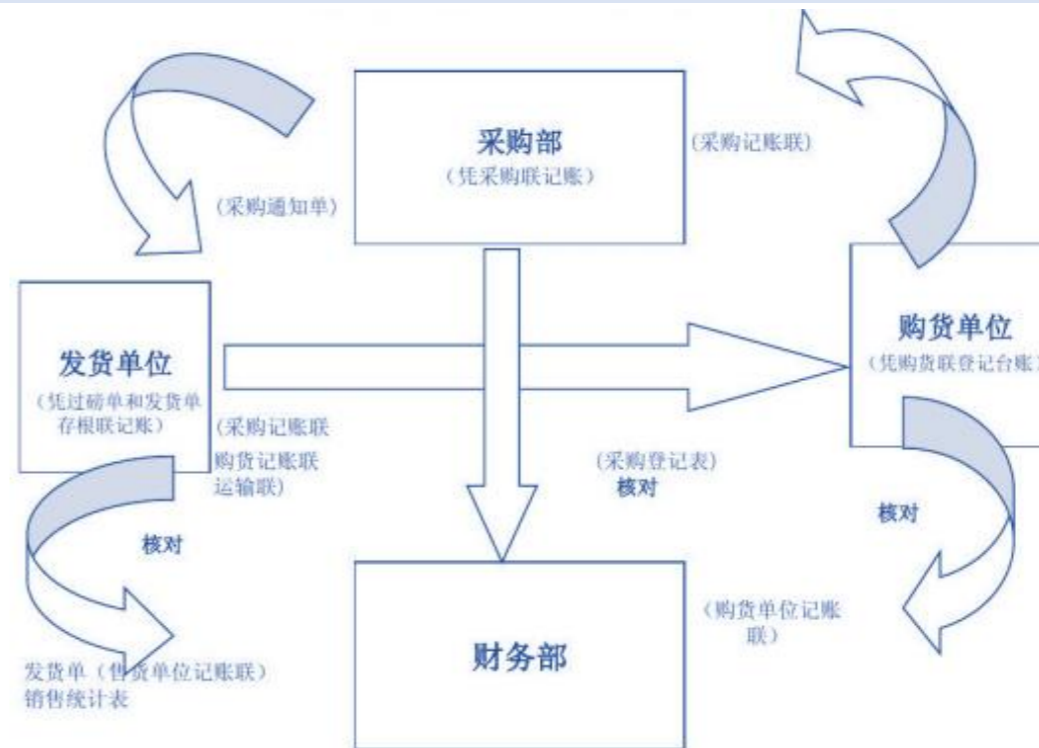 采购部
（凭采购联记账）
(采购记账联)
(采购通知单)
发货单位
（凭过磅单和发货单
存根联记账）
(采购记账联
购货记账联
运输联)
购货单位
（凭购货联登记台账）
(采购登记表)
核对
核对
核对
（购货单位记账
联）
财务部
发货单（售货单位记账联）
销售统计表